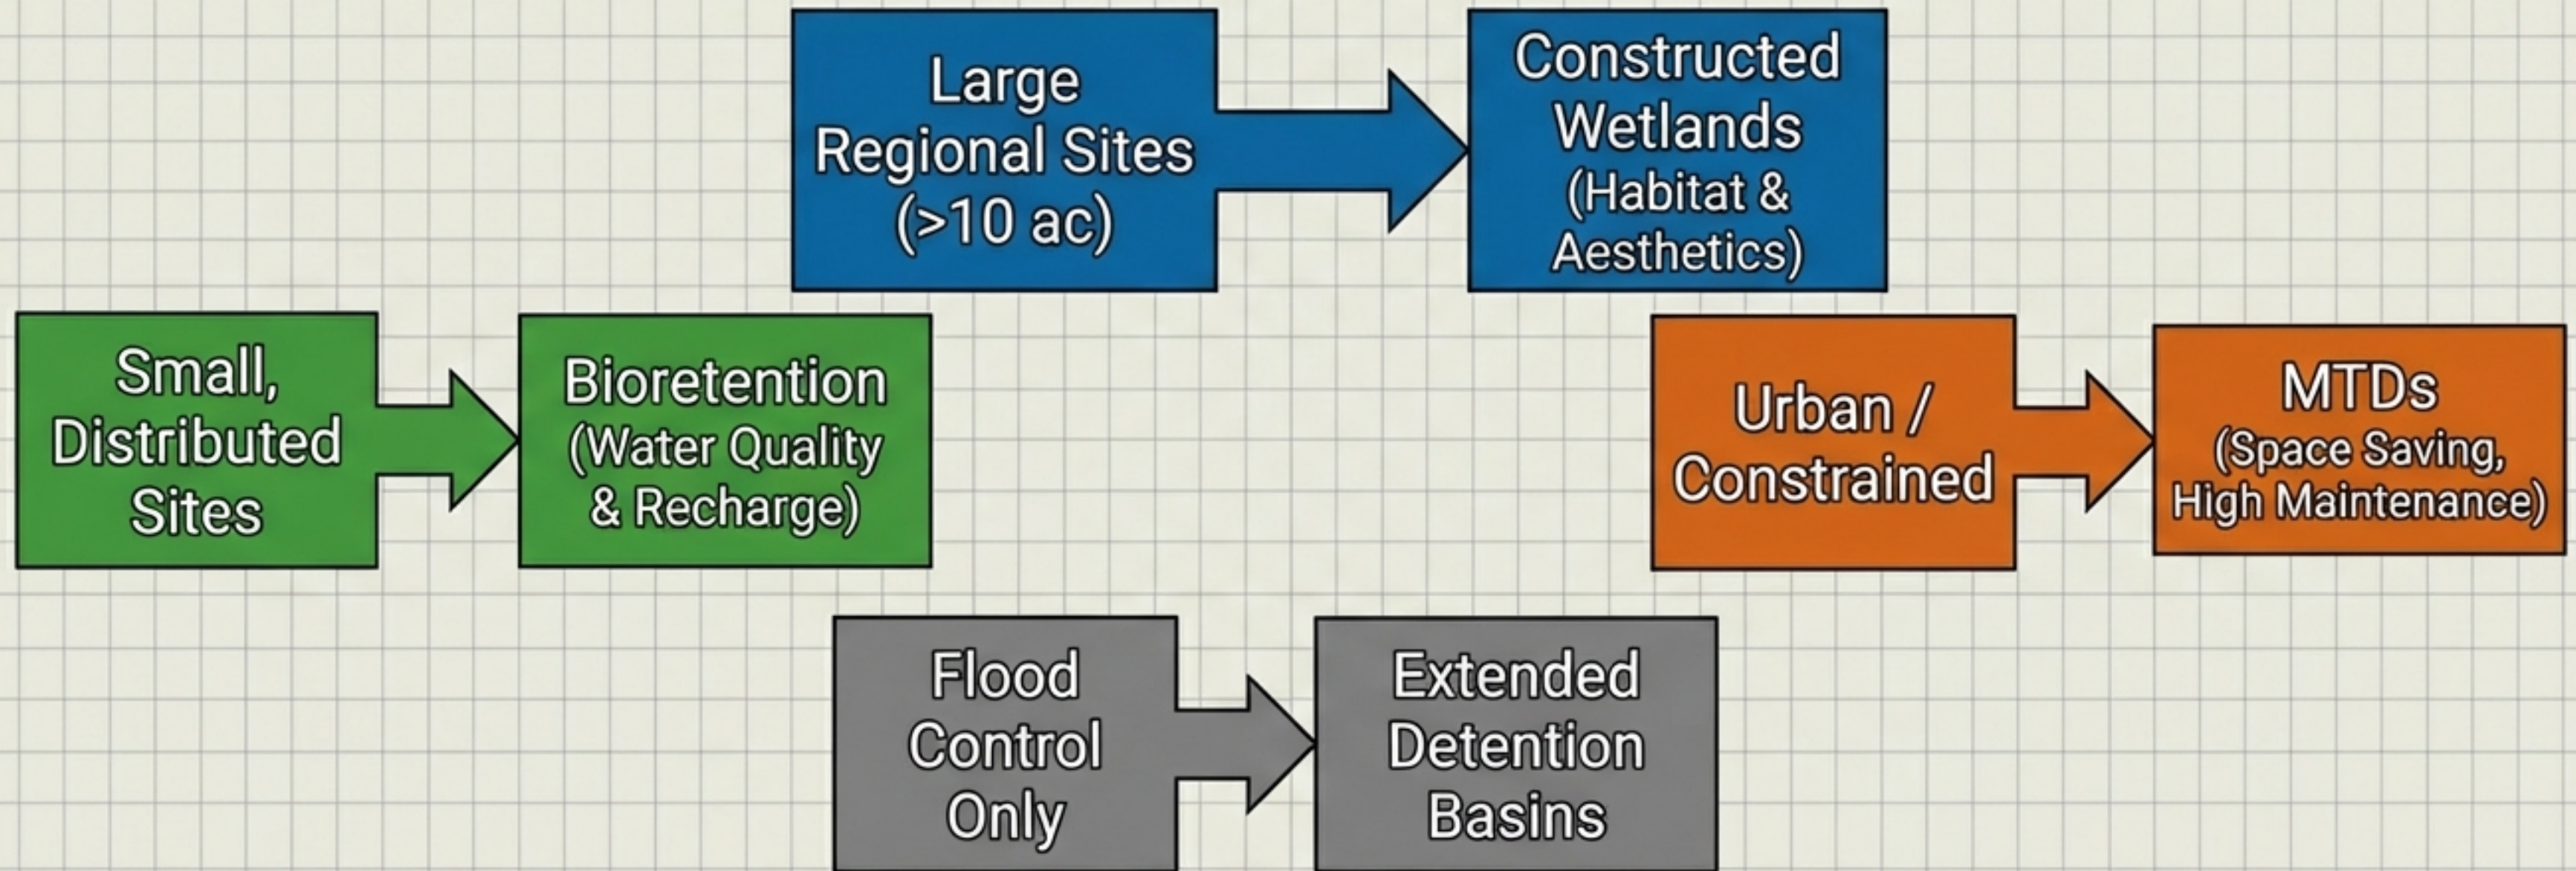 Large
Regional Sites
(>10 ac)
Constructed
Wetlands
(Habitat &
Aesthetics)
Small,
Distributed
Sites
Bioretention
(Water Quality
& Recharge)
Urban /
Constrained
MTDs
(Space Saving,
High Maintenance)
Flood
Control
Only
Extended
Detention
Basins